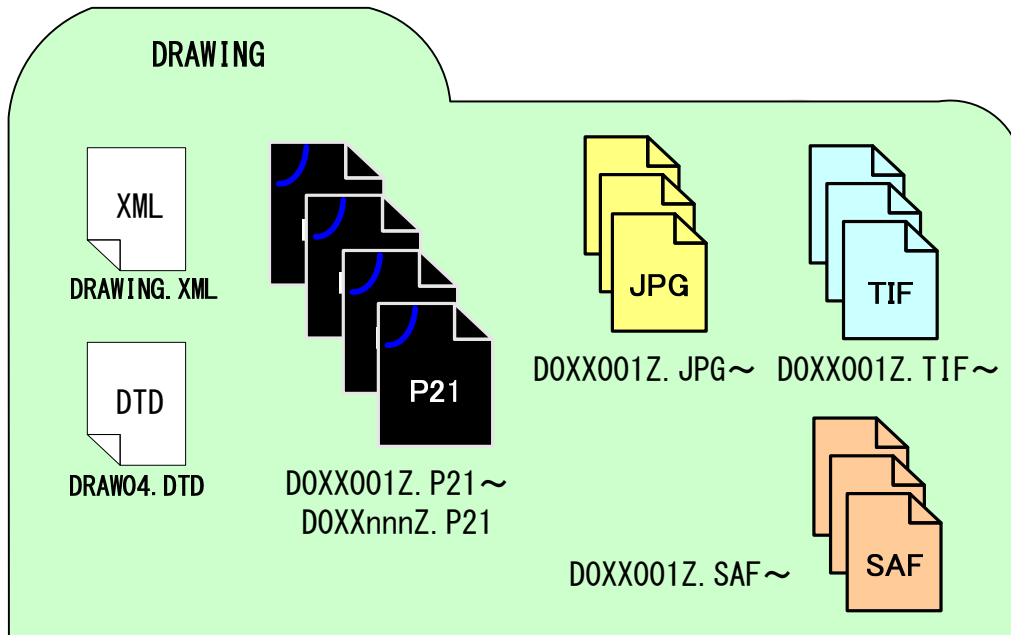 DRAWING
XML
DRAWING.XML
DTD
DRAW04.DTD
P21
D0XX001Z.P21～
D0XXnnnZ.P21
JPG
D0XX001Z.JPG～
TIF
D0XX001Z.TIF～
SAF
D0XX001Z.SAF～